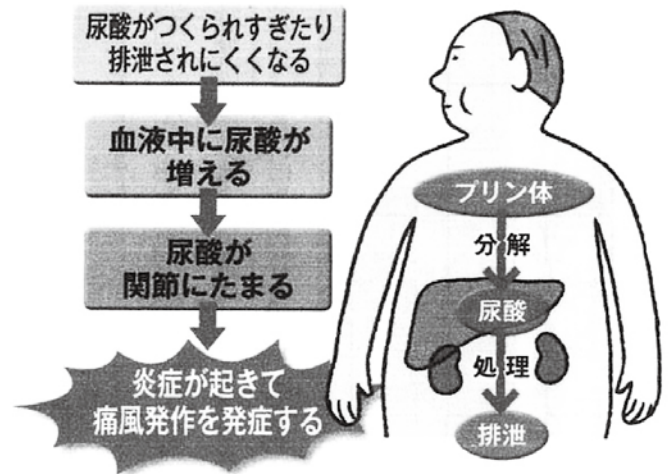 尿酸がつくられすぎたり
排泄されにくくなる
血液中に尿酸が
増える
尿酸が
関節にたまる
炎症が起きて
痛風発作を発症する
プリン体
分解
尿酸
処理
排泄